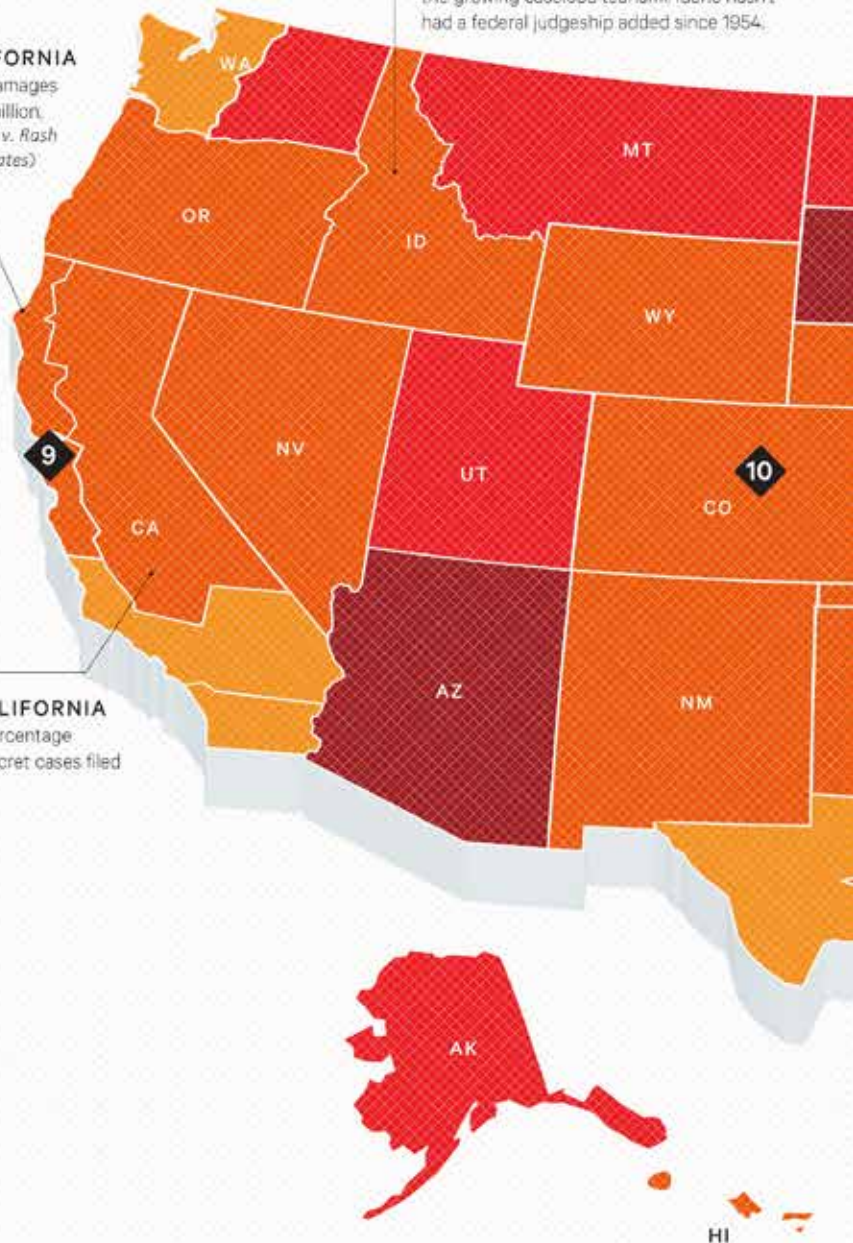 had a federal judgeship added since 1954.
FORNIA
amages
illion,
v. Rash
ates)
WA
MT
OR
ID
WY
9
NV
UT
10
CO
CA
AZ
NM
LIFORNIA
rcentage
cret cases filed
AK
HI